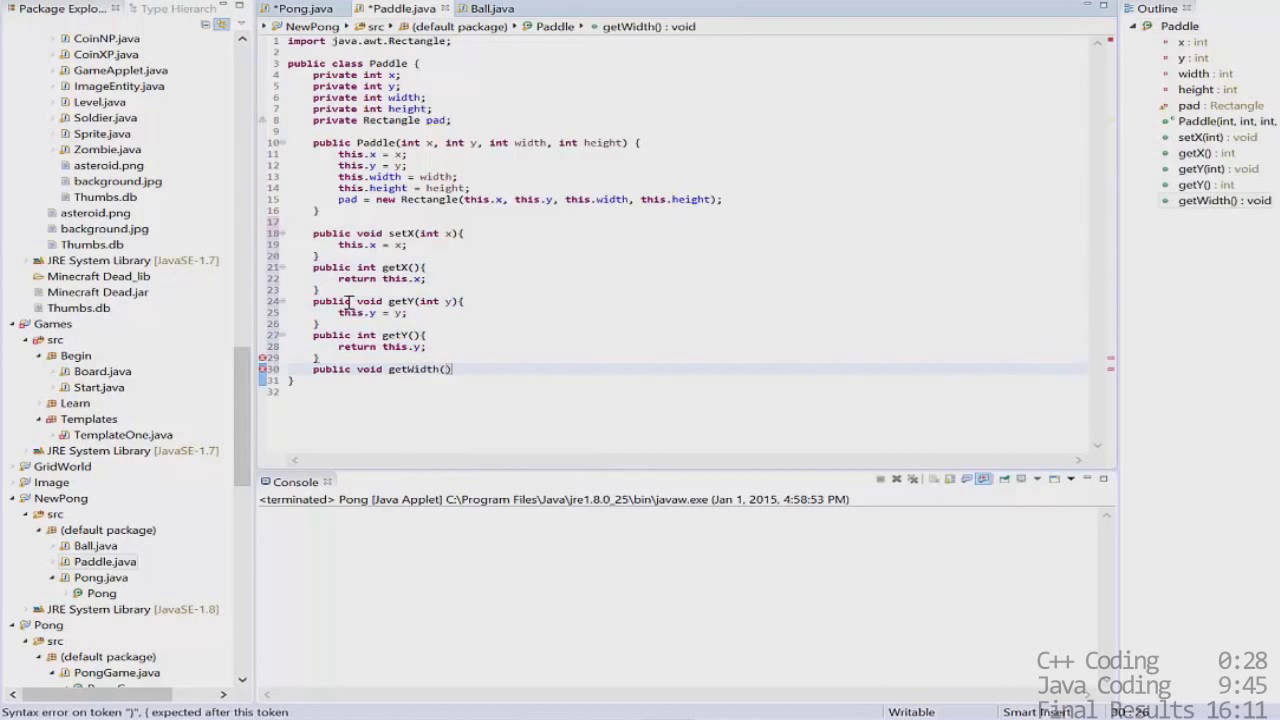 Package Explo...
Type Hierarch
*Pong.java
*Paddle.java
Ball.java
Outline
NewPong
src
(default package)
Paddle
getWidth() : void
CoinNP.java
CoinXP.java
GameApplet.java
ImageEntity.java
Level.java
Soldier.java
Sprite.java
Zombie.java
asteroid.png
background.jpg
Thumbs.db
asteroid.png
background.jpg
Thumbs.db
JRE System Library [JavaSE-1.7]
Minecraft Dead_lib
Minecraft Dead.jar
Thumbs.db
Games
src
Begin
Board.java
Start.java
Learn
Templates
TemplateOne.java
JRE System Library [JavaSE-1.7]
GridWorld
Image
NewPong
src
(default package)
Ball.java
Paddle.java
Pong.java
Pong
JRE System Library [JavaSE-1.8]
Pong
src
(default package)
PongGame.java
1 import java.awt.Rectangle;
2
3 public class Paddle {
4 private int x;
5 private int y;
6 private int width;
7 private int height;
8 private Rectangle pad;
9
10 public Paddle(int x, int y, int width, int height) {
11 this.x = x;
12 this.y = y;
13 this.width = width;
14 this.height = height;
15 pad = new Rectangle(this.x, this.y, this.width, this.height);
16 }
17
18 public void setX(int x){
19 this.x = x;
20 }
21 public int getX(){
22 return this.x;
23 }
24 public void getY(int y){
25 this.y = y;
26 }
27 public int getY(){
28 return this.y;
29 }
30 public void getWidth()
31 }
32
Paddle
x : int
y : int
width : int
height : int
pad : Rectangle
Paddle(int, int, int,
setX(int) : void
getX() : int
getY(int) : void
getY() : int
getWidth() : void
Console
<terminated> Pong [Java Applet] C:\Program Files\Java\jre1.8.0_25\bin\javaw.exe (Jan 1, 2015, 4:58:53 PM)
C++ Coding 0:28
Java Coding 9:45
Final Results 16:11
Syntax error on token "}", { expected after this token
Writable
Smart Insert
30 : 26